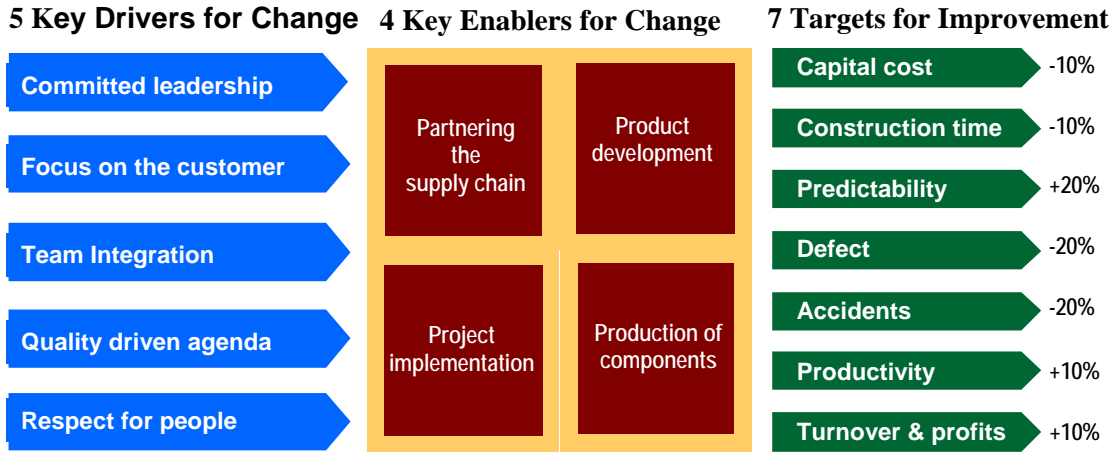 5 Key Drivers for Change
Committed leadership
Focus on the customer
Team Integration
Quality driven agenda
Respect for people
4 Key Enablers for Change
Partnering
the
supply chain
Product
development
Project
implementation
Production of
components
7 Targets for Improvement
Capital cost -10%
Construction time -10%
Predictability +20%
Defect -20%
Accidents -20%
Productivity +10%
Turnover & profits +10%